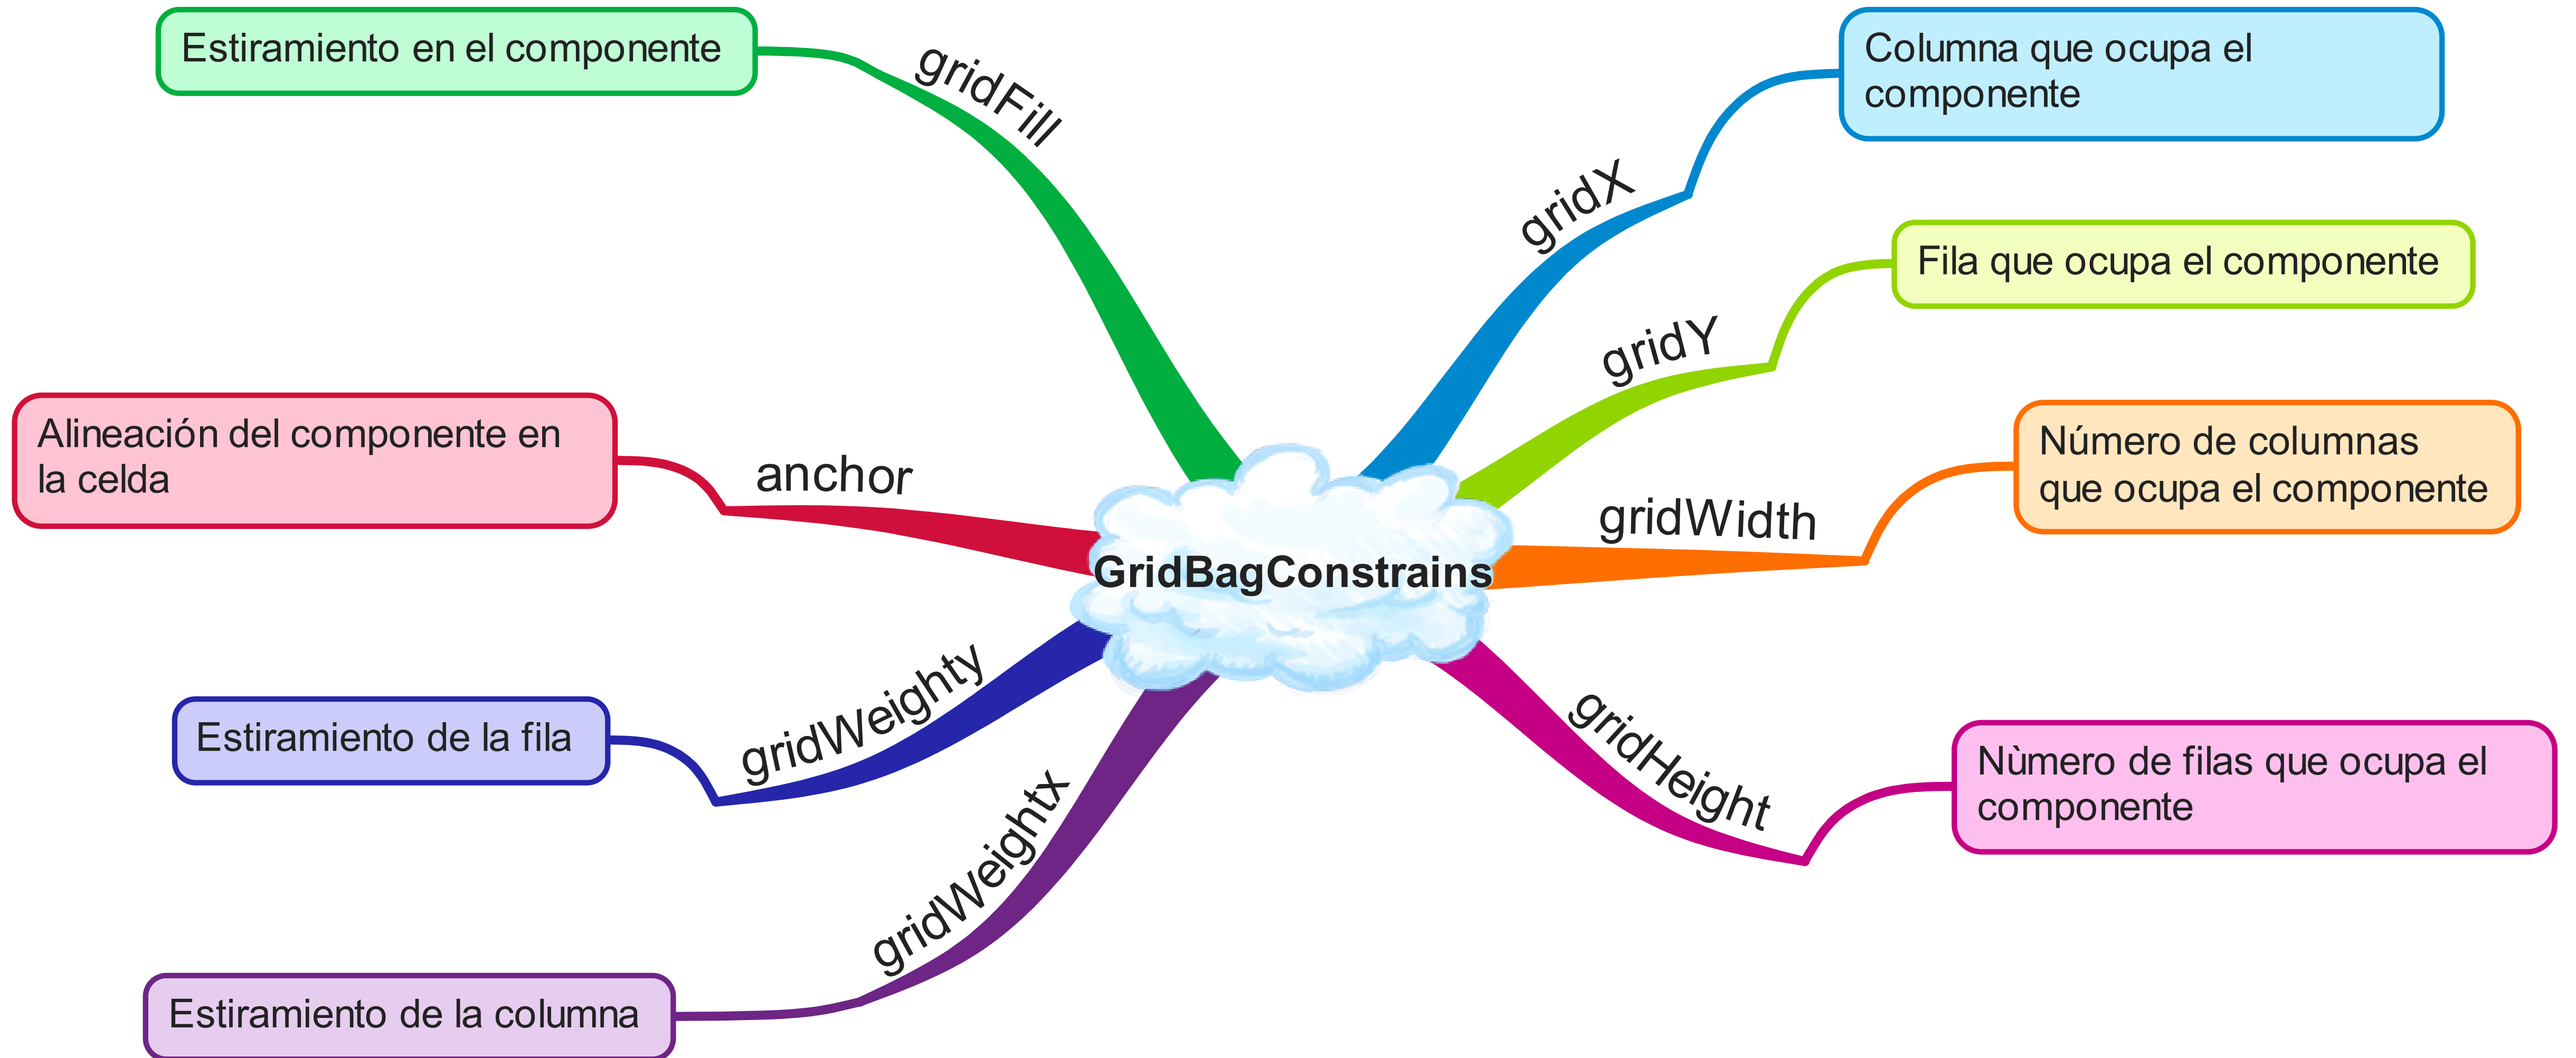 Estiramiento en el componente
gridFill
Alineación del componente en
la celda
anchor
Estiramiento de la fila
gridWeighty
Estiramiento de la columna
gridWeightx
GridBagConstrains
gridX
Columna que ocupa el
componente
gridY
Fila que ocupa el componente
gridWidth
Número de columnas
que ocupa el componente
gridHeight
Nùmero de filas que ocupa el
componente